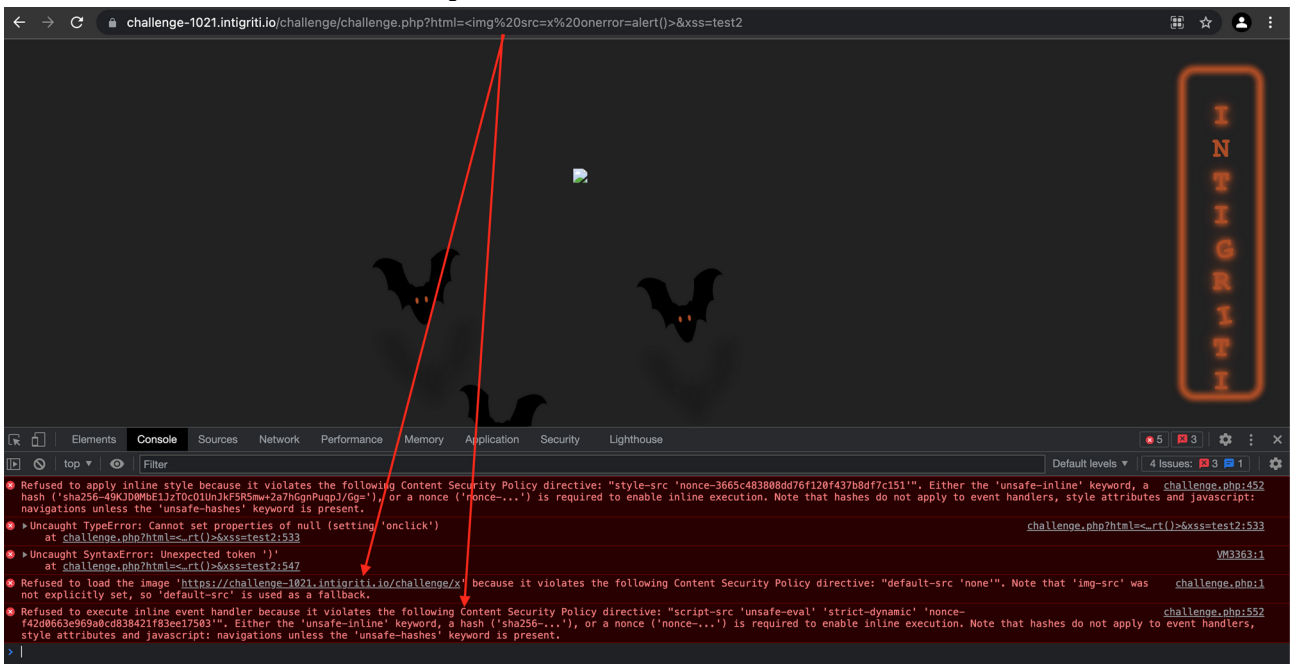 challenge-1021.intigriti.io/challenge/challenge.php?html=<img%20src=x%20onerror=alert()>&xss=test2
I
N
T
I
G
R
I
T
I
Elements Console Sources Network Performance Memory Application Security Lighthouse 5 3
top ▼ Filter Default levels ▼ 4 Issues: 3 1
Refused to apply inline style because it violates the following Content Security Policy directive: "style-src 'nonce-3665c483808dd76f120f437b8df7c151'". Either the 'unsafe-inline' keyword, a challenge.php:452
hash ('sha256-49KJD0MbE1JzTOcO1UnJkF5R5mw+2a7hGgnPuqpJ/Gg='), or a nonce ('nonce-...') is required to enable inline execution. Note that hashes do not apply to event handlers, style attributes and javascript:
navigations unless the 'unsafe-hashes' keyword is present.
▶Uncaught TypeError: Cannot set properties of null (setting 'onclick') challenge.php?html=<…rt()>&xss=test2:533
at challenge.php?html=<…rt()>&xss=test2:533
▶Uncaught SyntaxError: Unexpected token ')' VM3363:1
at challenge.php?html=<…rt()>&xss=test2:547
Refused to load the image 'https://challenge-1021.intigriti.io/challenge/x' because it violates the following Content Security Policy directive: "default-src 'none'". Note that 'img-src' was challenge.php:1
not explicitly set, so 'default-src' is used as a fallback.
Refused to execute inline event handler because it violates the following Content Security Policy directive: "script-src 'unsafe-eval' 'strict-dynamic' 'nonce- challenge.php:552
f42d0663e969a0cd838421f83ee17503'". Either the 'unsafe-inline' keyword, a hash ('sha256-...'), or a nonce ('nonce-...') is required to enable inline execution. Note that hashes do not apply to event handlers,
style attributes and javascript: navigations unless the 'unsafe-hashes' keyword is present.
>